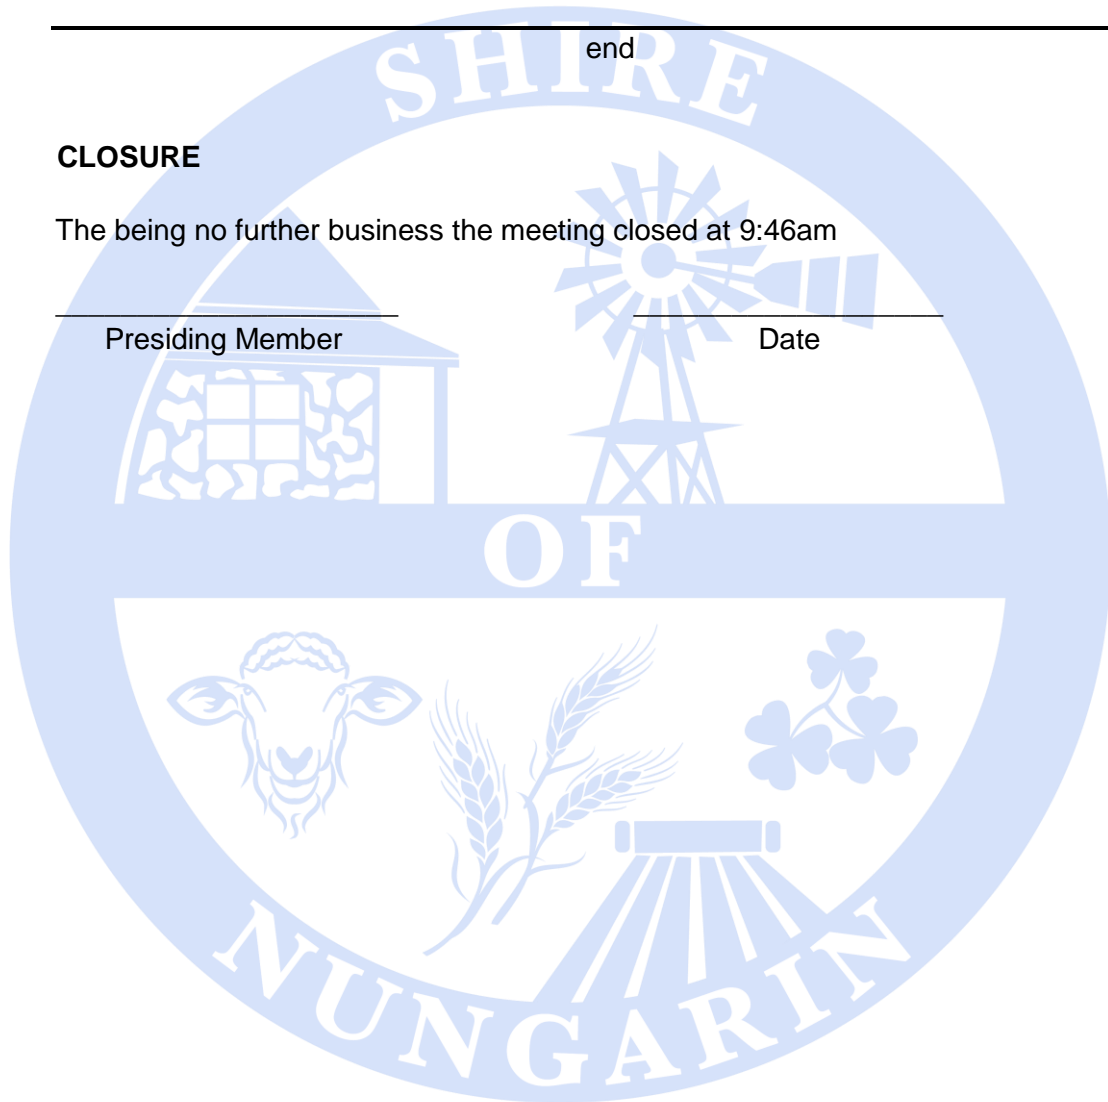 end
CLOSURE
The being no further business the meeting closed at 9:46am
Presiding Member Date
SHIRE
OF
NUNGARIN